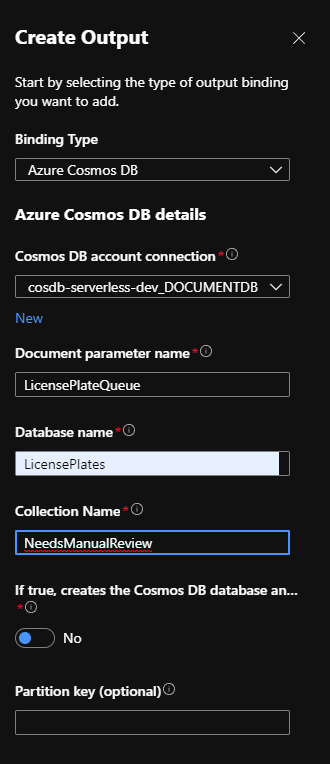 Create Output
Start by selecting the type of output binding
you want to add.
Binding Type
Azure Cosmos DB
Azure Cosmos DB details
Cosmos DB account connection *
cosdb-serverless-dev_DOCUMENTDB
New
Document parameter name *
LicensePlateQueue
Database name *
LicensePlates
Collection Name *
NeedsManualReview
If true, creates the Cosmos DB database an...
*
No
Partition key (optional)